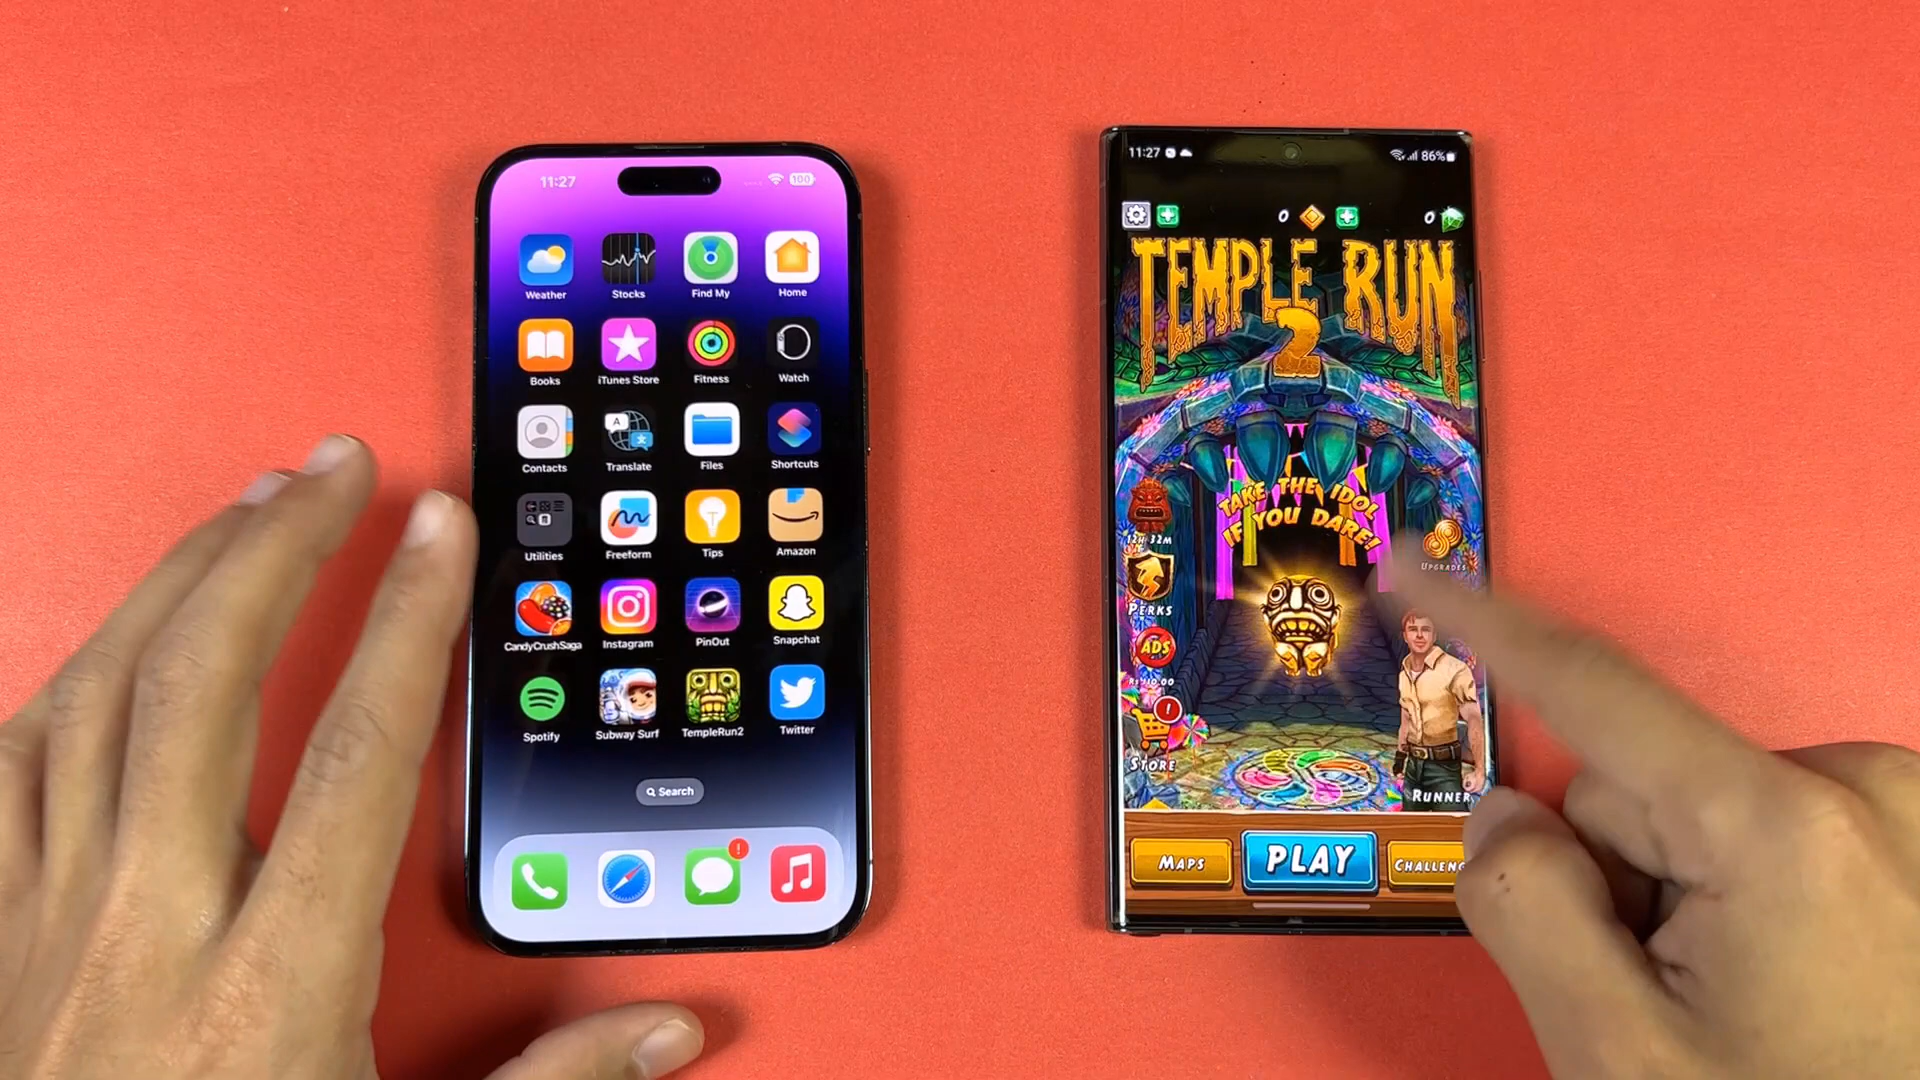 11:27
100
Weather Stocks Find My Home
Books iTunes Store Fitness Watch
Contacts Translate Files Shortcuts
Utilities Freeform Tips Amazon
CandyCrushSaga Instagram PinOut Snapchat
Spotify Subway Surf TempleRun2 Twitter
Search
11:27
86%
0
0
TEMPLE RUN
2
TAKE THE IDOL
IF YOU DARE!
12H 32M
UPGRADES
PERKS
ADS
STORE
RUNNER
MAPS
PLAY
CHALLENG